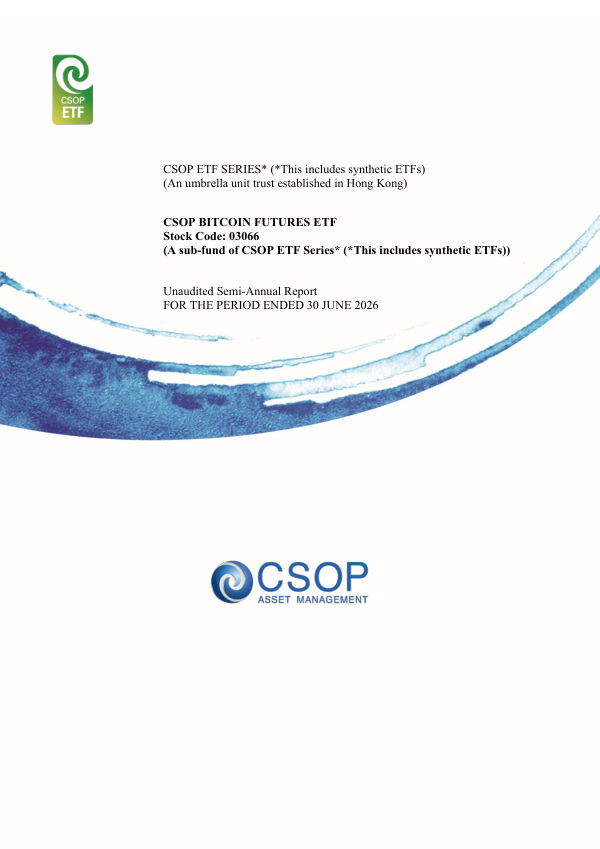 CSOP
ETF
CSOP ETF SERIES* (*This includes synthetic ETFs)
(An umbrella unit trust established in Hong Kong)
CSOP BITCOIN FUTURES ETF
Stock Code: 03066
(A sub-fund of CSOP ETF Series* (*This includes synthetic ETFs))
Unaudited Semi-Annual Report
FOR THE PERIOD ENDED 30 JUNE 2026
CSOP
ASSET MANAGEMENT